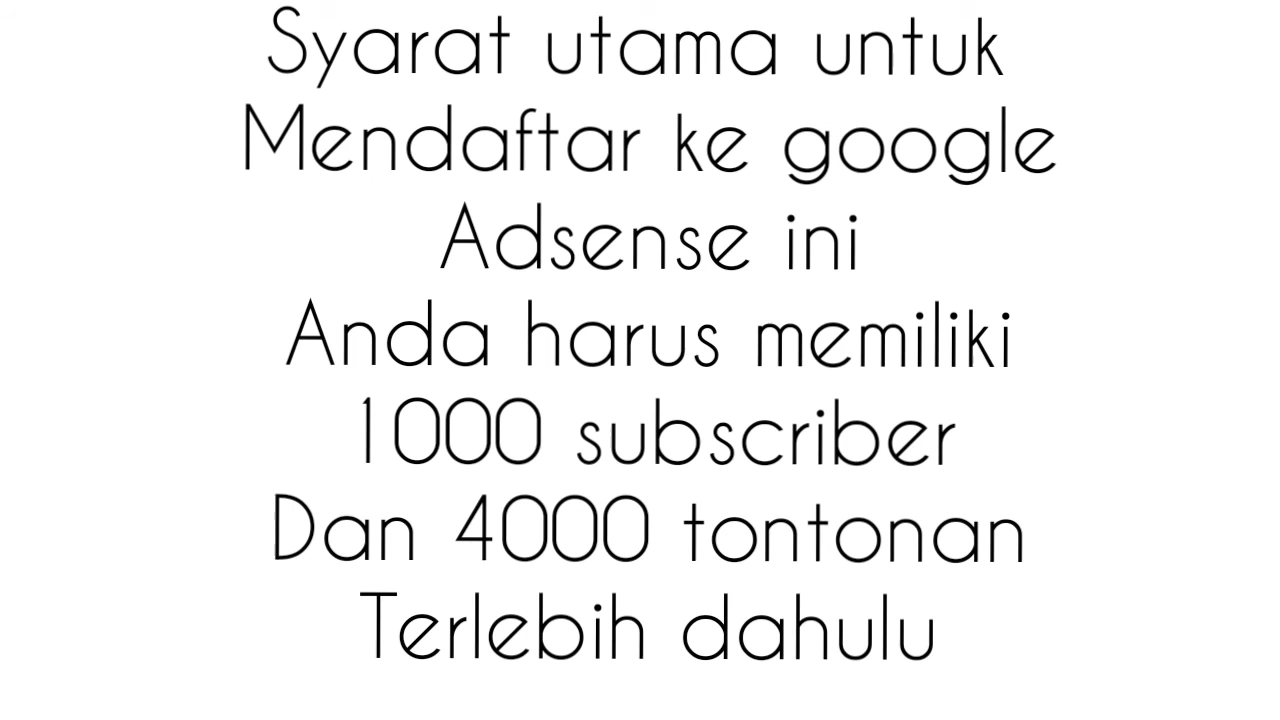 Syarat utama untuk
Mendaftar ke google
Adsense ini
Anda harus memiliki
1000 subscriber
Dan 4000 tontonan
Terlebih dahulu